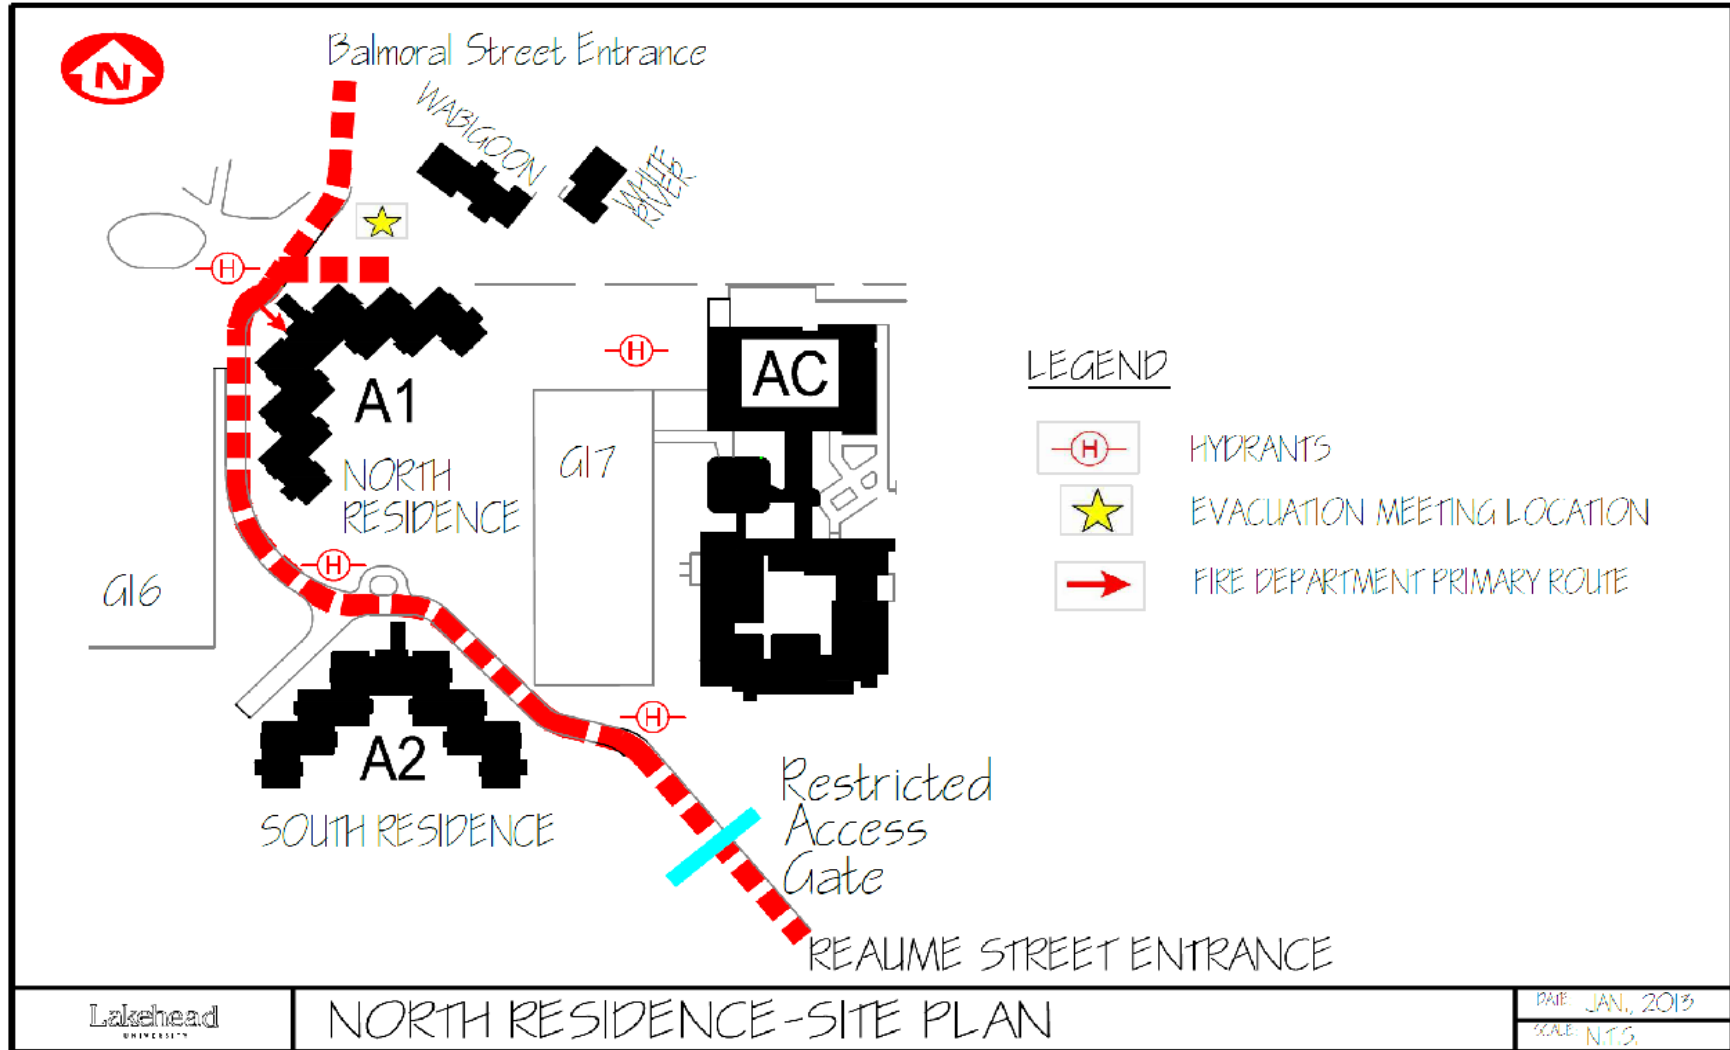 N
Balmoral Street Entrance
WABIGOON
WHITE
RIVER
H
H
A1
NORTH
RESIDENCE
G17
AC
G16
H
A2
SOUTH RESIDENCE
H
Restricted
Access
Gate
REAUME STREET ENTRANCE
LEGEND
H HYDRANTS
EVACUATION MEETING LOCATION
FIRE DEPARTMENT PRIMARY ROUTE
Lakehead
UNIVERSITY
NORTH RESIDENCE-SITE PLAN
DATE: JAN., 2013
SCALE: N.T.S.